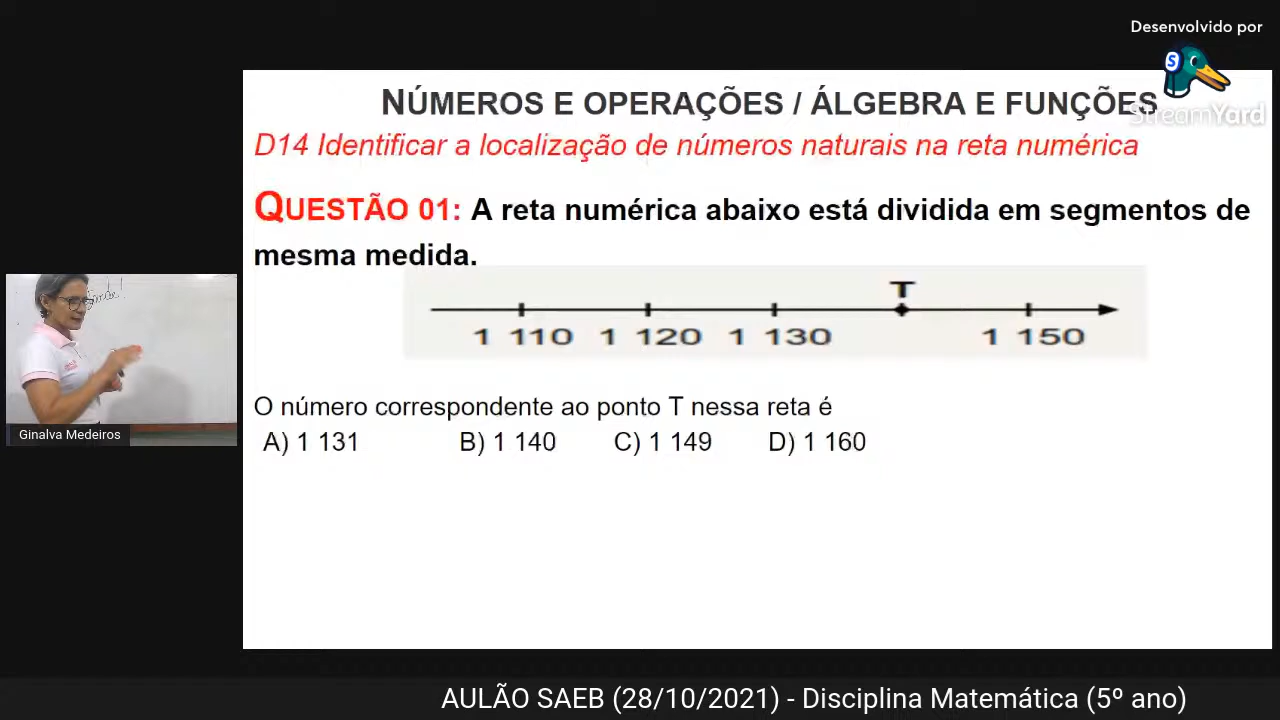 Desenvolvido por
StreamYard
NÚMEROS E OPERAÇÕES / ÁLGEBRA E FUNÇÕES
D14 Identificar a localização de números naturais na reta numérica
QUESTÃO 01: A reta numérica abaixo está dividida em segmentos de
mesma medida.
T
1 110 1 120 1 130 1 150
O número correspondente ao ponto T nessa reta é
A) 1 131 B) 1 140 C) 1 149 D) 1 160
Ginalva Medeiros
AULÃO SAEB (28/10/2021) - Disciplina Matemática (5º ano)